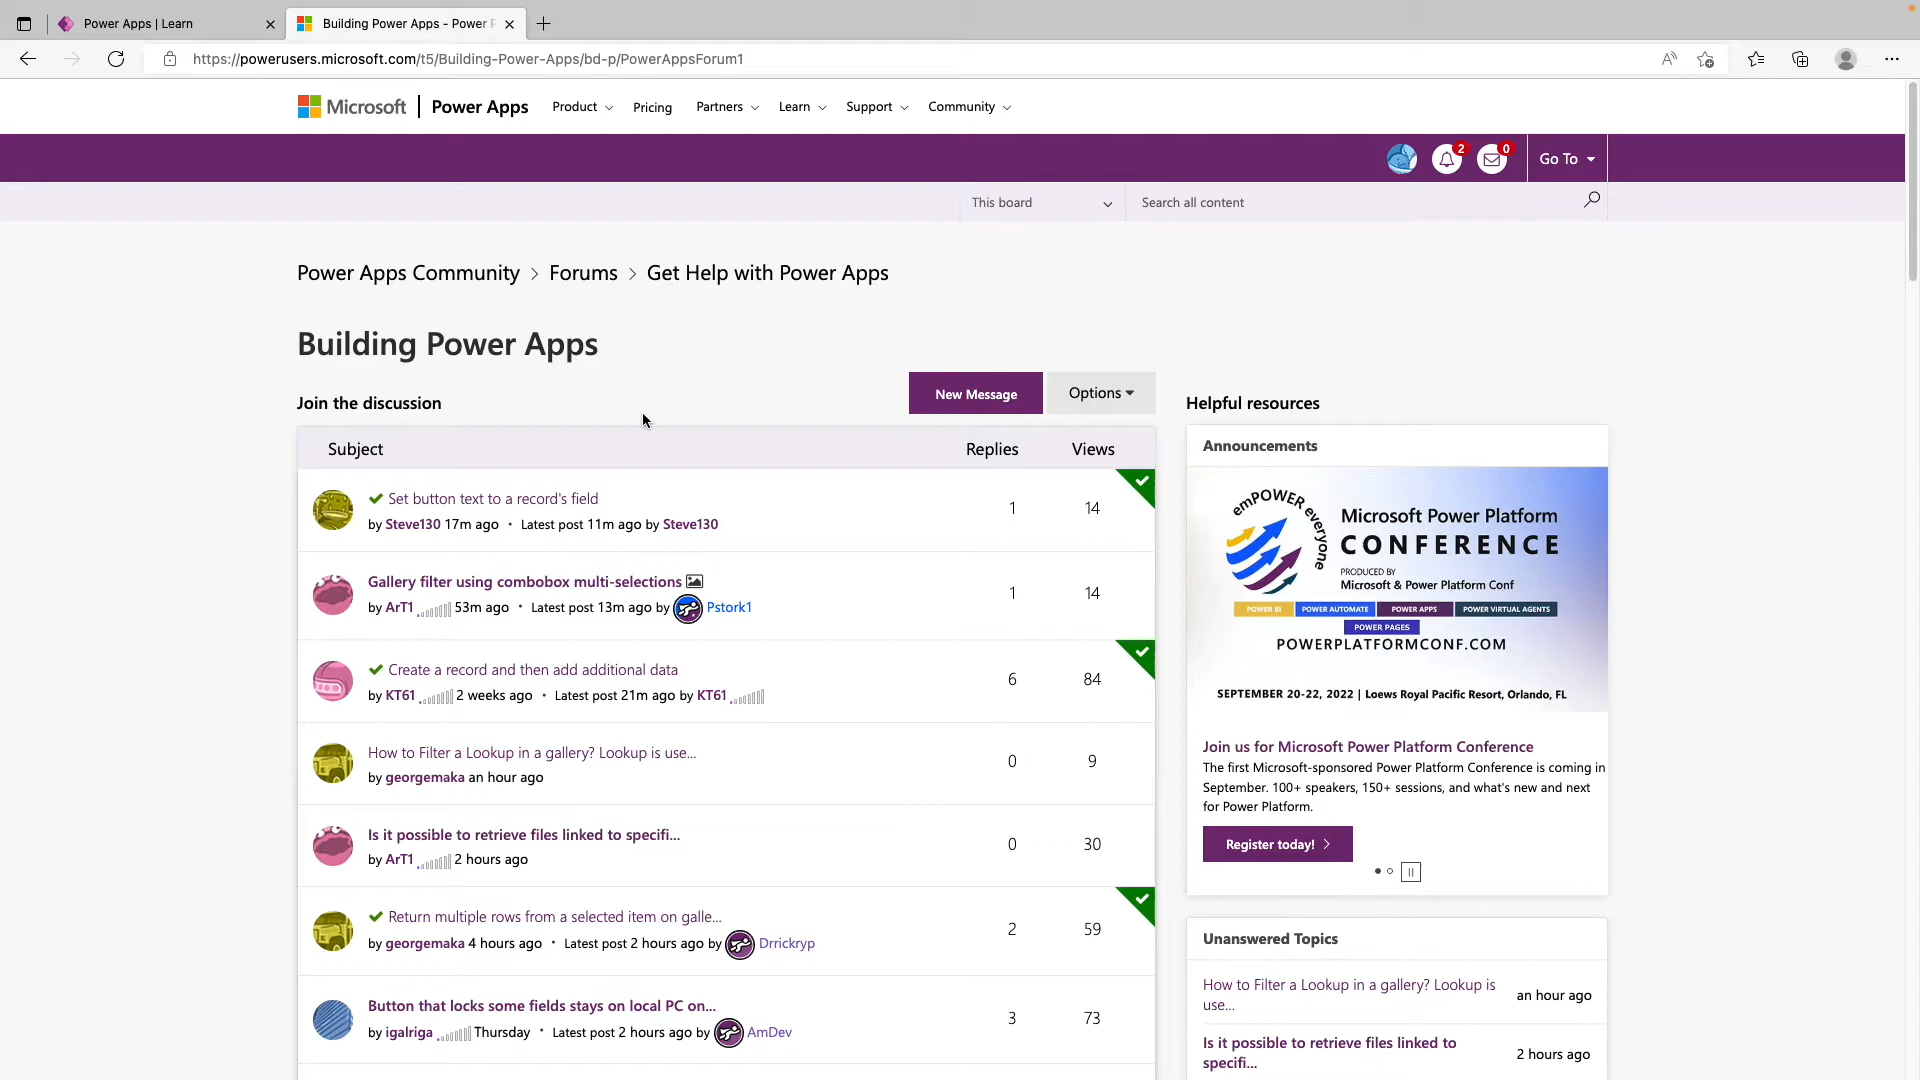 Power Apps | Learn
Building Power Apps - Power P
https://powerusers.microsoft.com/t5/Building-Power-Apps/bd-p/PowerAppsForum1
Microsoft | Power Apps Product Pricing Partners Learn Support Community
2 0 Go To
This board Search all content
Power Apps Community > Forums > Get Help with Power Apps
Building Power Apps
Join the discussion
New Message Options
Subject Replies Views
Set button text to a record's field
by Steve130 17m ago • Latest post 11m ago by Steve130
1 14
Gallery filter using combobox multi-selections
by ArT1 53m ago • Latest post 13m ago by Pstork1
1 14
Create a record and then add additional data
by KT61 2 weeks ago • Latest post 21m ago by KT61
6 84
How to Filter a Lookup in a gallery? Lookup is use...
by georgemaka an hour ago
0 9
Is it possible to retrieve files linked to specifi...
by ArT1 2 hours ago
0 30
Return multiple rows from a selected item on galle...
by georgemaka 4 hours ago • Latest post 2 hours ago by Drrickryp
2 59
Button that locks some fields stays on local PC on...
by igalriga Thursday • Latest post 2 hours ago by AmDev
3 73
Helpful resources
Announcements
emPOWER everyone
Microsoft Power Platform
CONFERENCE
PRODUCED BY
Microsoft & Power Platform Conf
POWER BI POWER AUTOMATE POWER APPS POWER VIRTUAL AGENTS
POWER PAGES
POWERPLATFORMCONF.COM
SEPTEMBER 20-22, 2022 | Loews Royal Pacific Resort, Orlando, FL
Join us for Microsoft Power Platform Conference
The first Microsoft-sponsored Power Platform Conference is coming in
September. 100+ speakers, 150+ sessions, and what's new and next
for Power Platform.
Register today!
Unanswered Topics
How to Filter a Lookup in a gallery? Lookup is
use...
an hour ago
Is it possible to retrieve files linked to
specifi...
2 hours ago